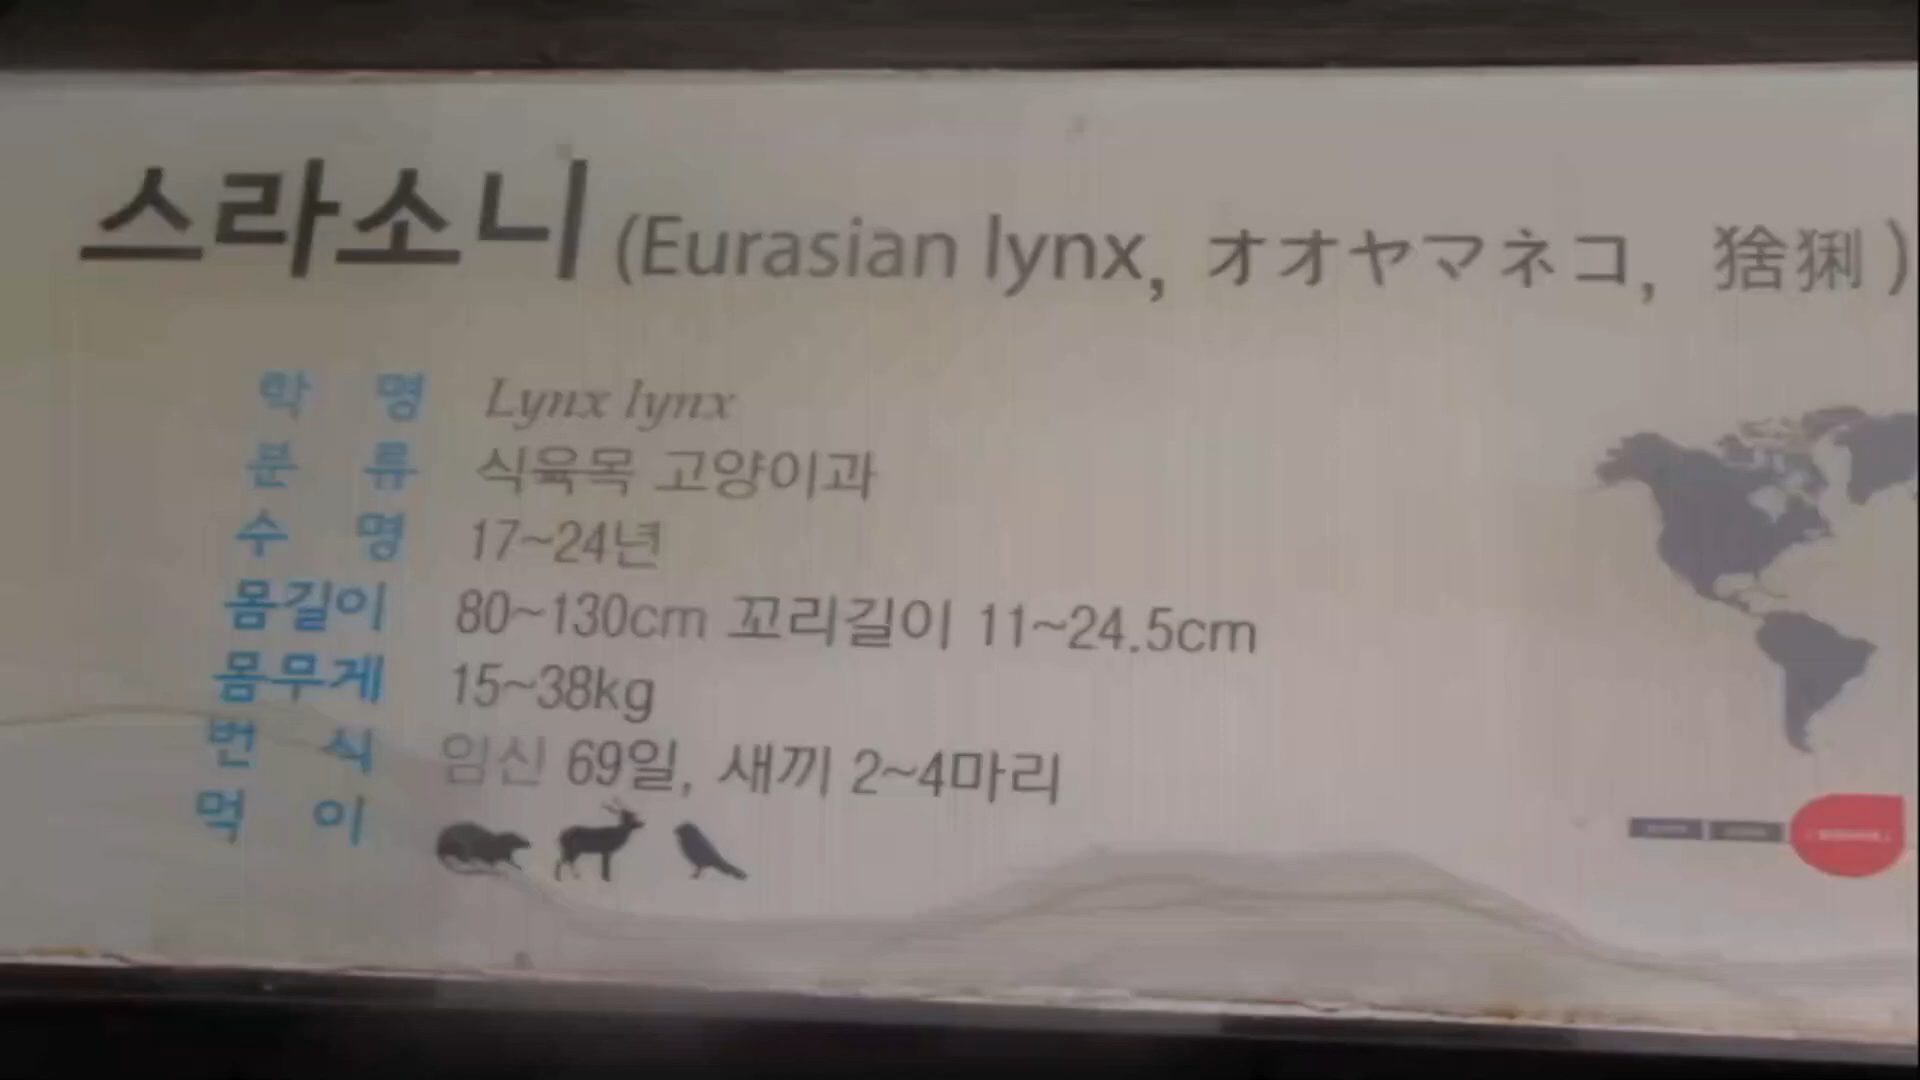 스라소니 (Eurasian lynx, オオヤマネコ, 猞猁)
학 명 Lynx lynx
분 류 식육목 고양이과
수 명 17~24년
몸길이 80~130cm 꼬리길이 11~24.5cm
몸무게 15~38kg
번 식 임신 69일, 새끼 2~4마리
먹 이